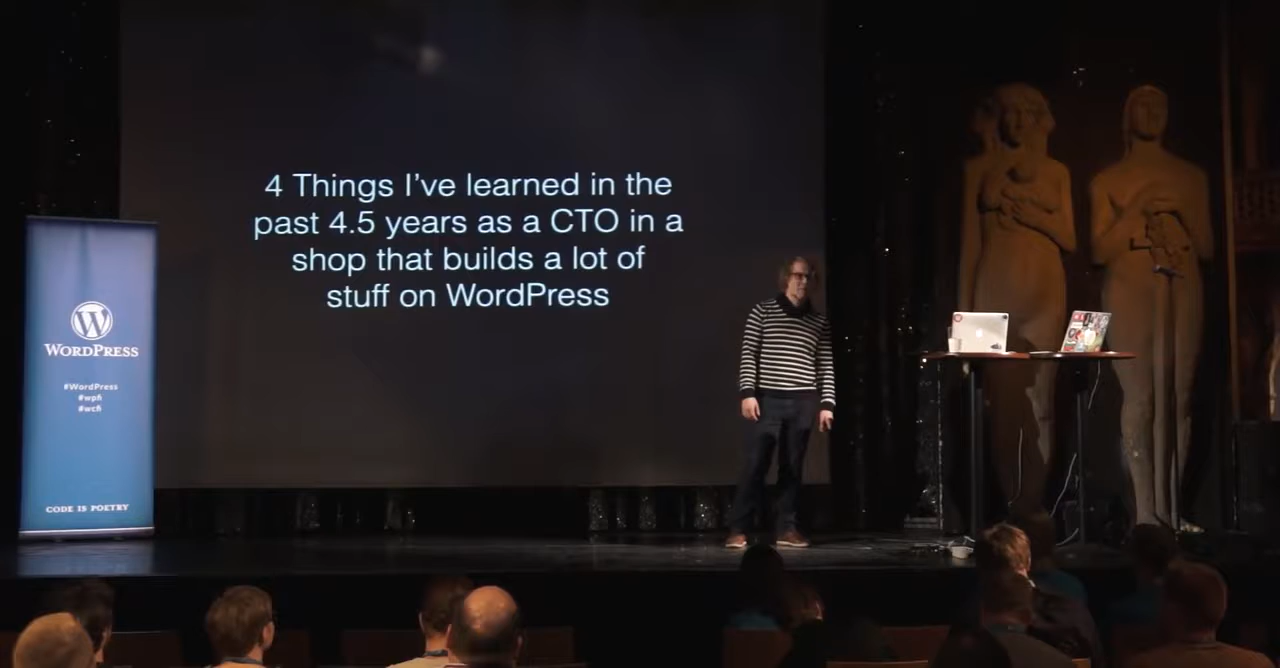 4 Things I've learned in the
past 4.5 years as a CTO in a
shop that builds a lot of
stuff on WordPress
WORDPRESS
#WordPress
#wpfi
#wcfi
CODE IS POETRY